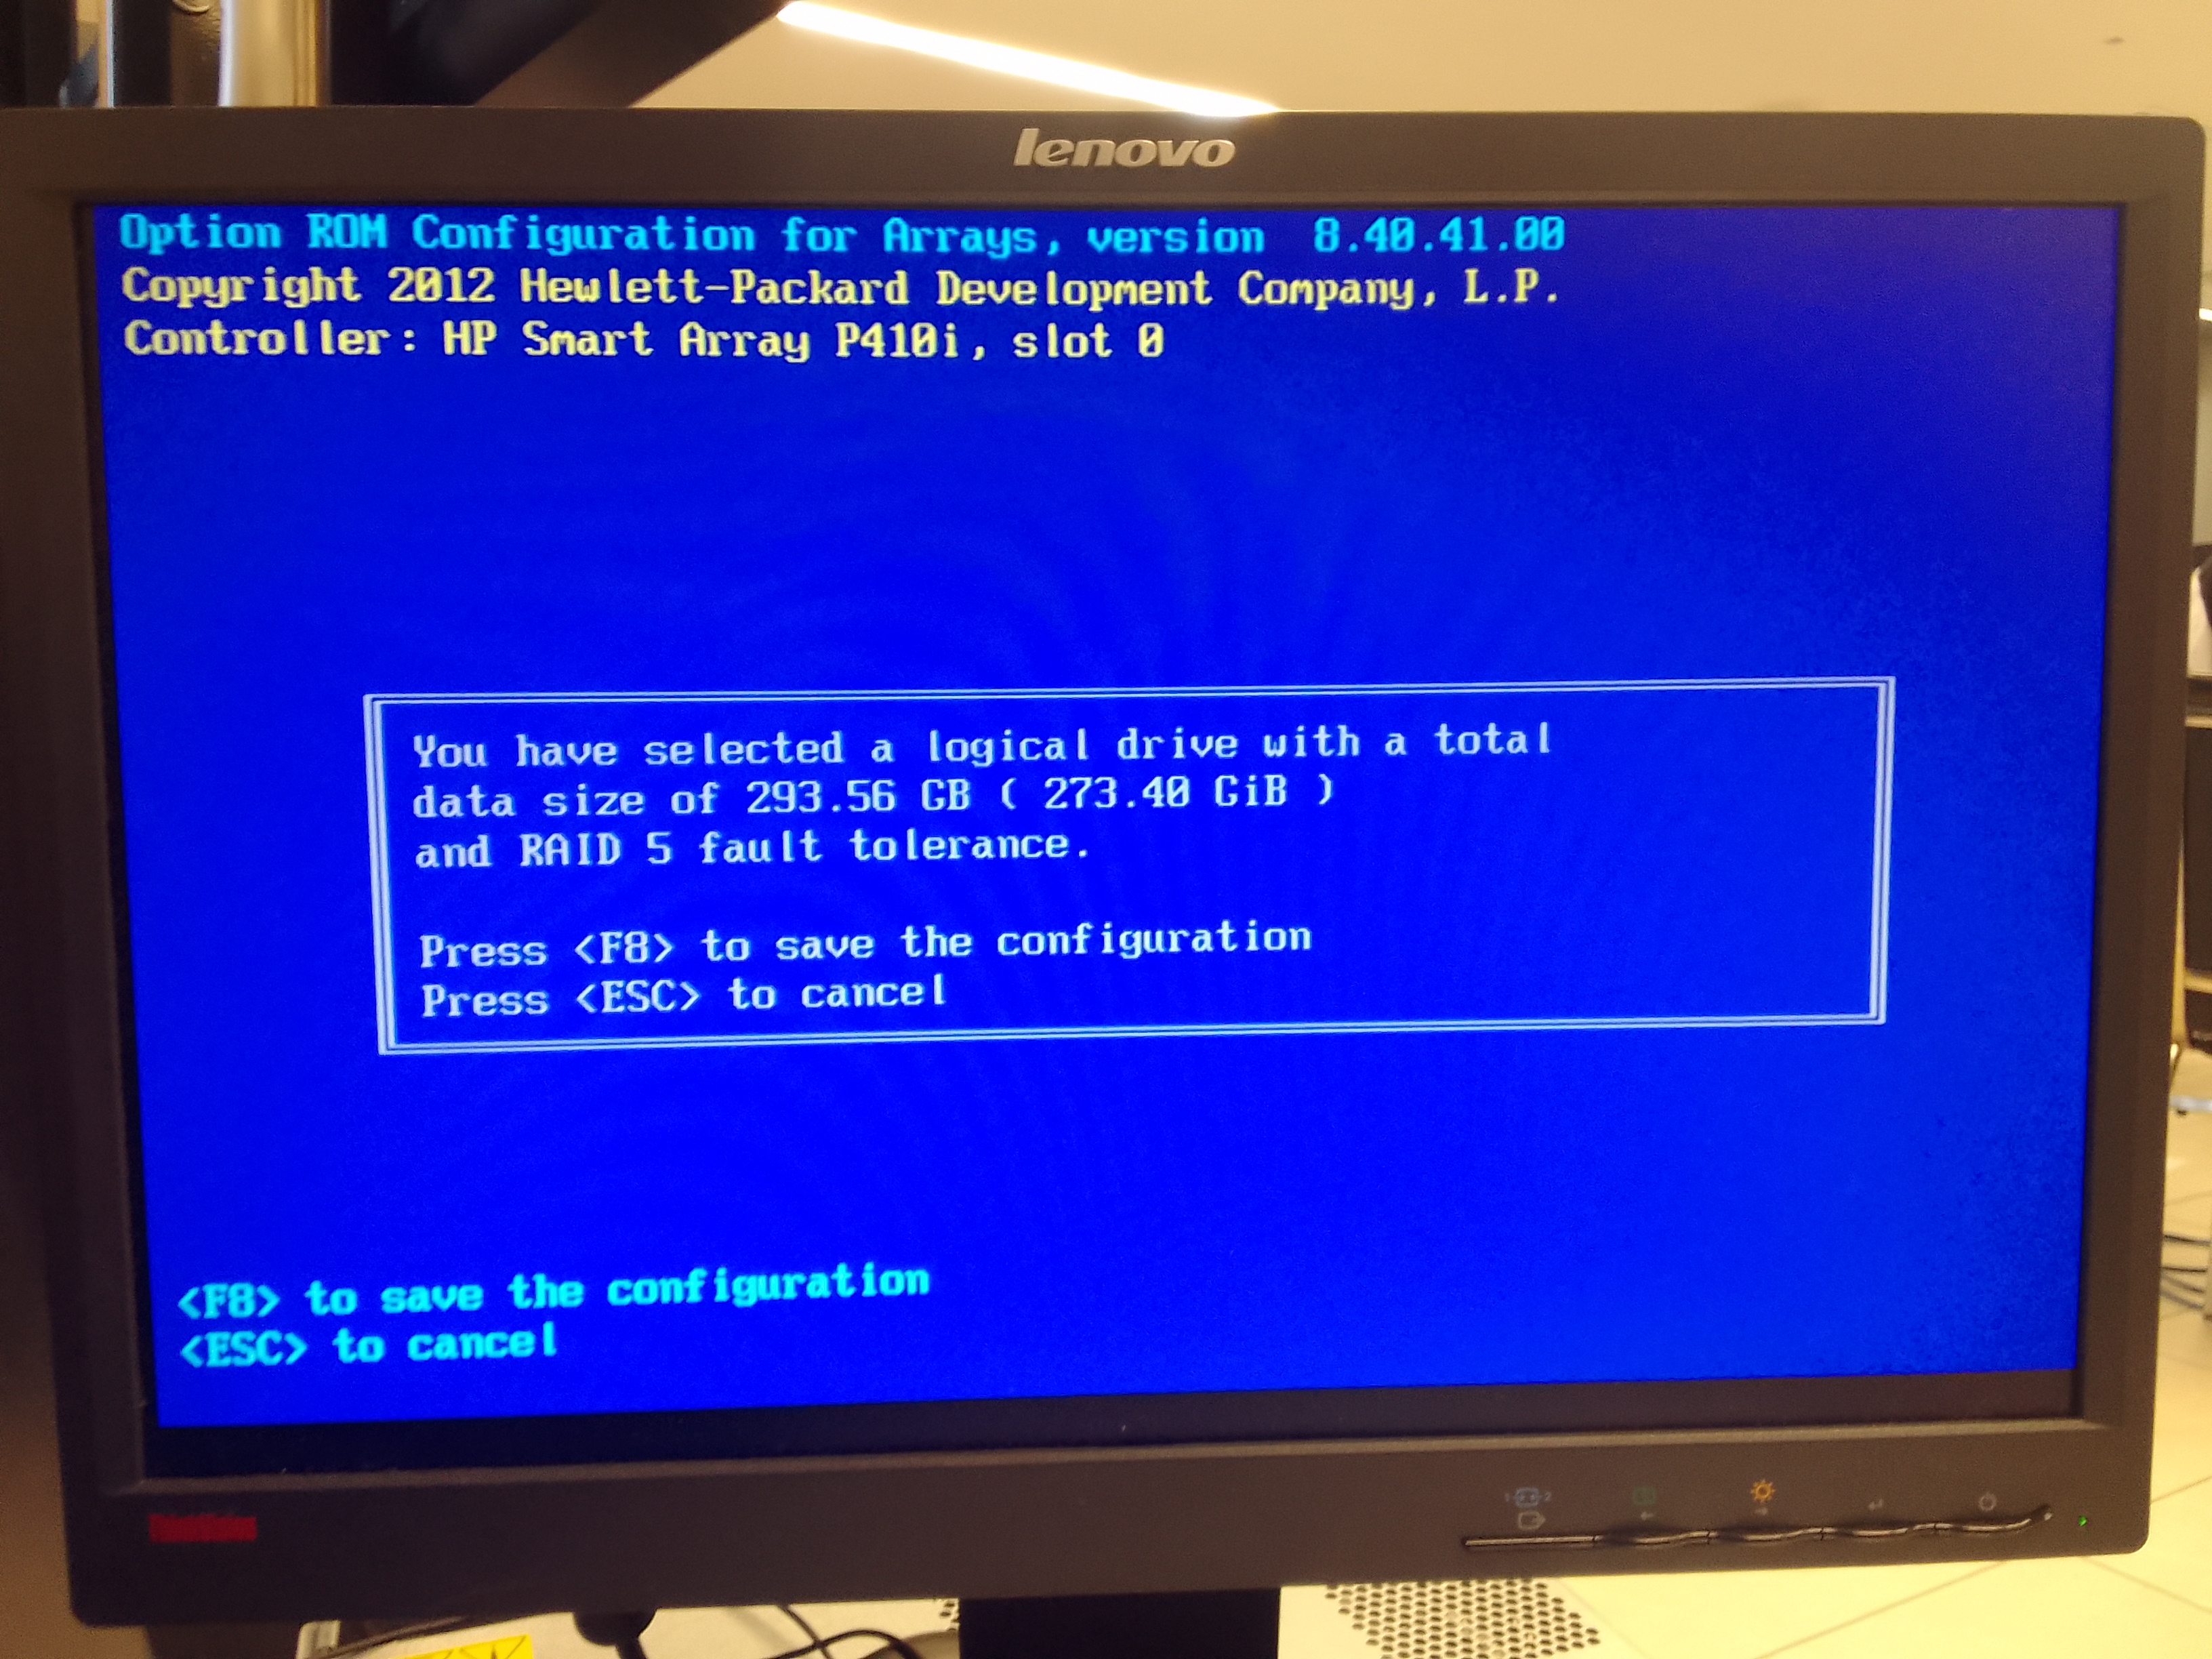 lenovo
Option ROM Configuration for Arrays, version  8.40.41.00
Copyright 2012 Hewlett-Packard Development Company, L.P.
Controller: HP Smart Array P410i, slot 0
You have selected a logical drive with a total
data size of 293.56 GB ( 273.40 GiB )
and RAID 5 fault tolerance.
Press <F8> to save the configuration
Press <ESC> to cancel
<F8> to save the configuration
<ESC> to cancel